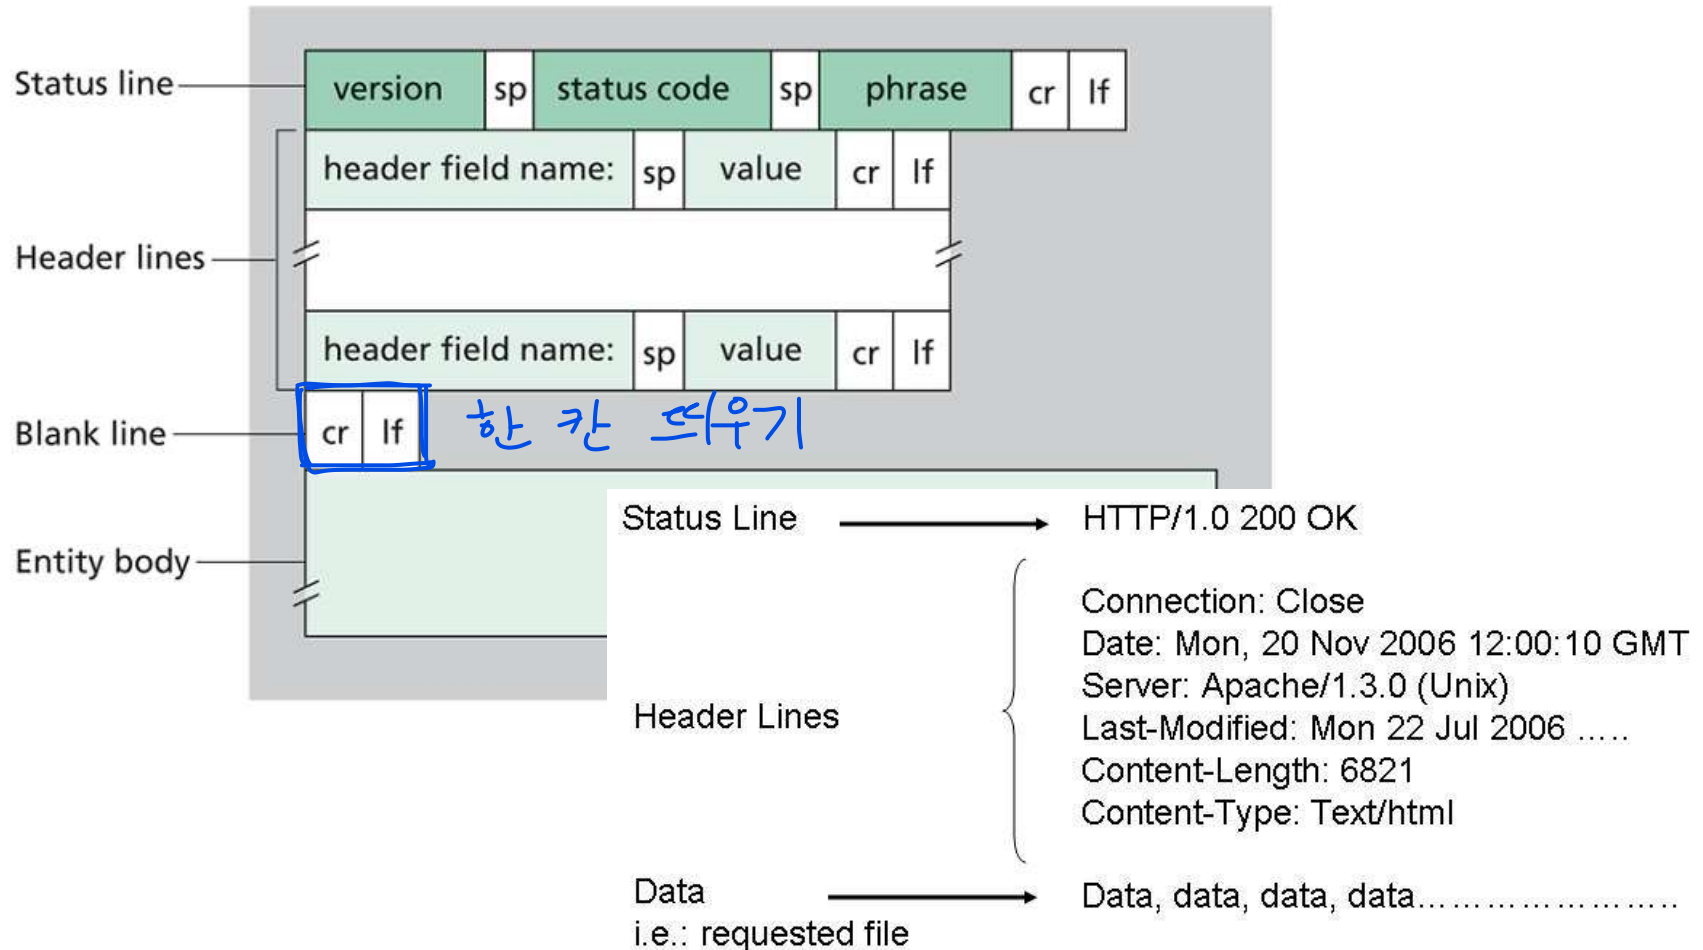 Status line
version sp status code sp phrase cr lf
header field name: sp value cr lf
Header lines
header field name: sp value cr lf
Blank line
cr lf 한 칸 띄우기
Entity body
Status Line HTTP/1.0 200 OK
Header Lines
Connection: Close
Date: Mon, 20 Nov 2006 12:00:10 GMT
Server: Apache/1.3.0 (Unix)
Last-Modified: Mon 22 Jul 2006 .....
Content-Length: 6821
Content-Type: Text/html
Data Data, data, data, data.......................
i.e.: requested file